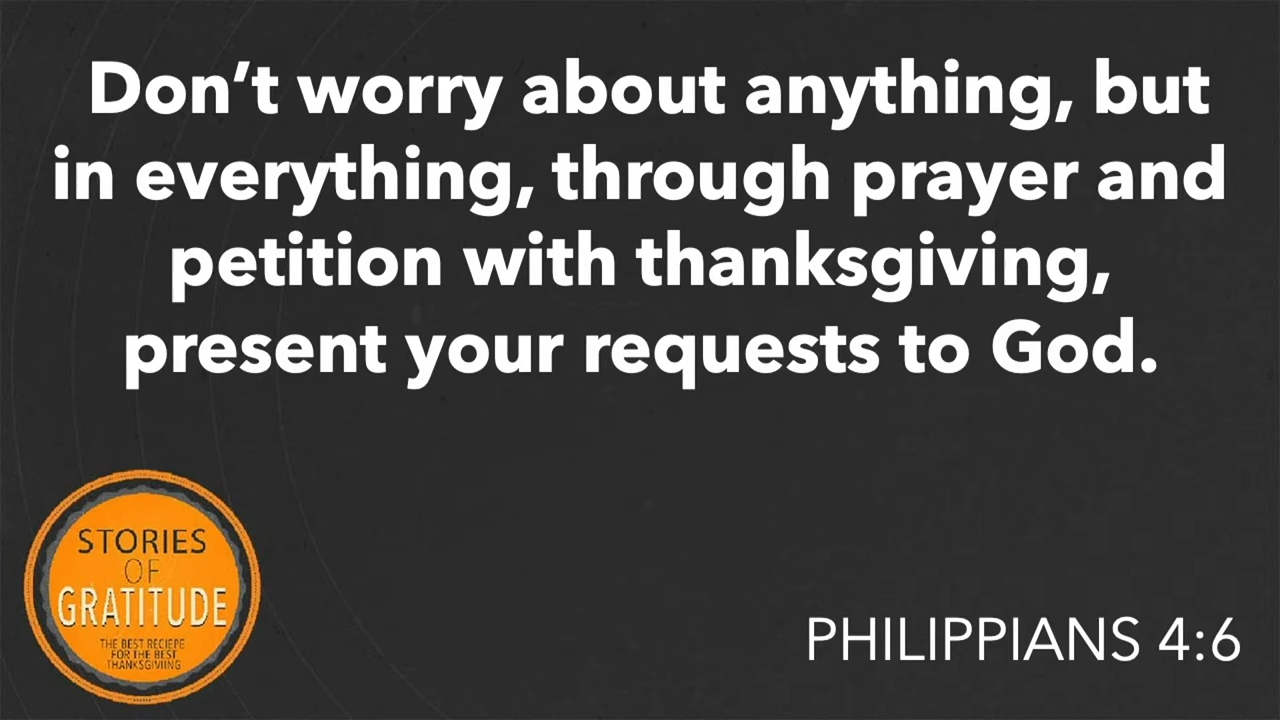 Don’t worry about anything, but
in everything, through prayer and
petition with thanksgiving,
present your requests to God.
STORIES
OF
GRATITUDE
THE BEST RECIEPE
FOR THE BEST
THANKSGIVIING
PHILIPPIANS 4:6